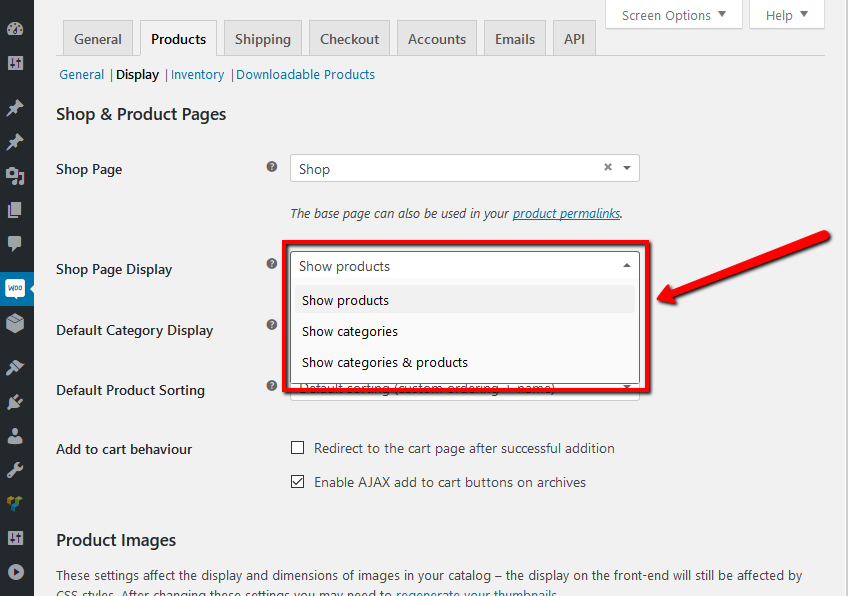 Screen Options ▼ Help ▼
General Products Shipping Checkout Accounts Emails API
General | Display | Inventory | Downloadable Products
Shop & Product Pages
Shop Page ? Shop ×
The base page can also be used in your product permalinks.
Shop Page Display ? Show products
Show products
Show categories
Default Category Display ?
Show categories & products
Default Product Sorting ? Default sorting (custom ordering + name)
Add to cart behaviour Redirect to the cart page after successful addition
Enable AJAX add to cart buttons on archives
Woo
Product Images
These settings affect the display and dimensions of images in your catalog – the display on the front-end will still be affected by
CSS styles. After changing these settings you may need to regenerate your thumbnails.